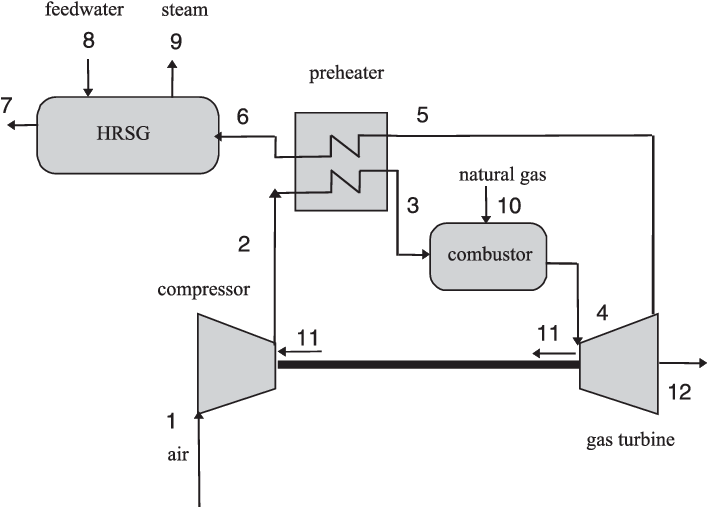 feedwater steam
8 9
preheater
7
HRSG
6
5
natural gas
10
3
combustor
2
compressor
4
11
11
12
1
air
gas turbine